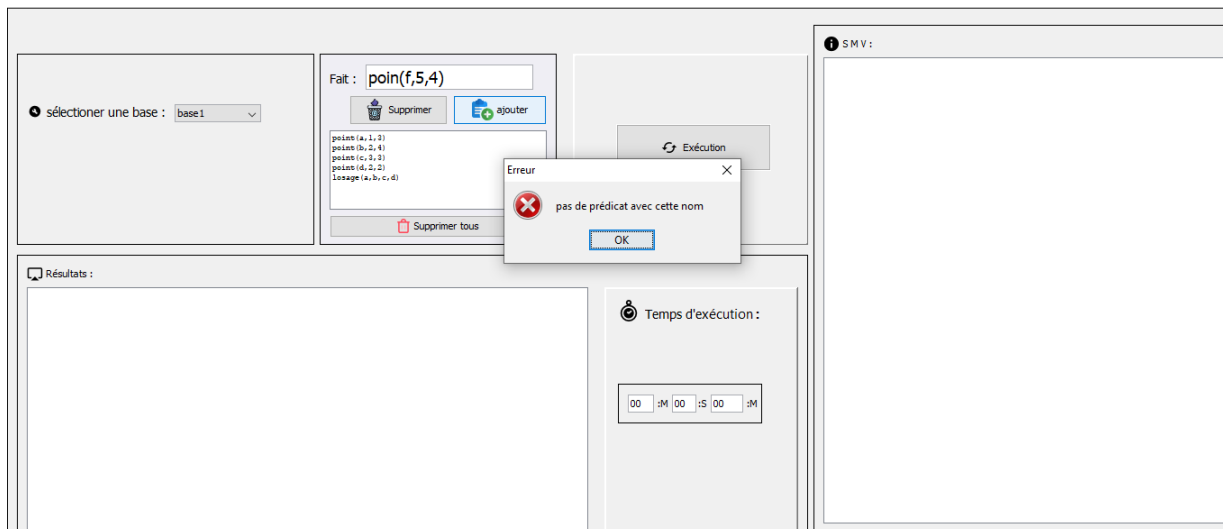 sélectioner une base :
base1
Fait :
poin(f,5,4)
Supprimer
ajouter
point(a,1,3)
point(b,2,4)
point(c,3,3)
point(d,2,2)
losage(a,b,c,d)
Supprimer tous
Exécution
Erreur
pas de prédicat avec cette nom
OK
S M V :
Résultats :
Temps d'exécution :
00 :M 00 :S 00 :M